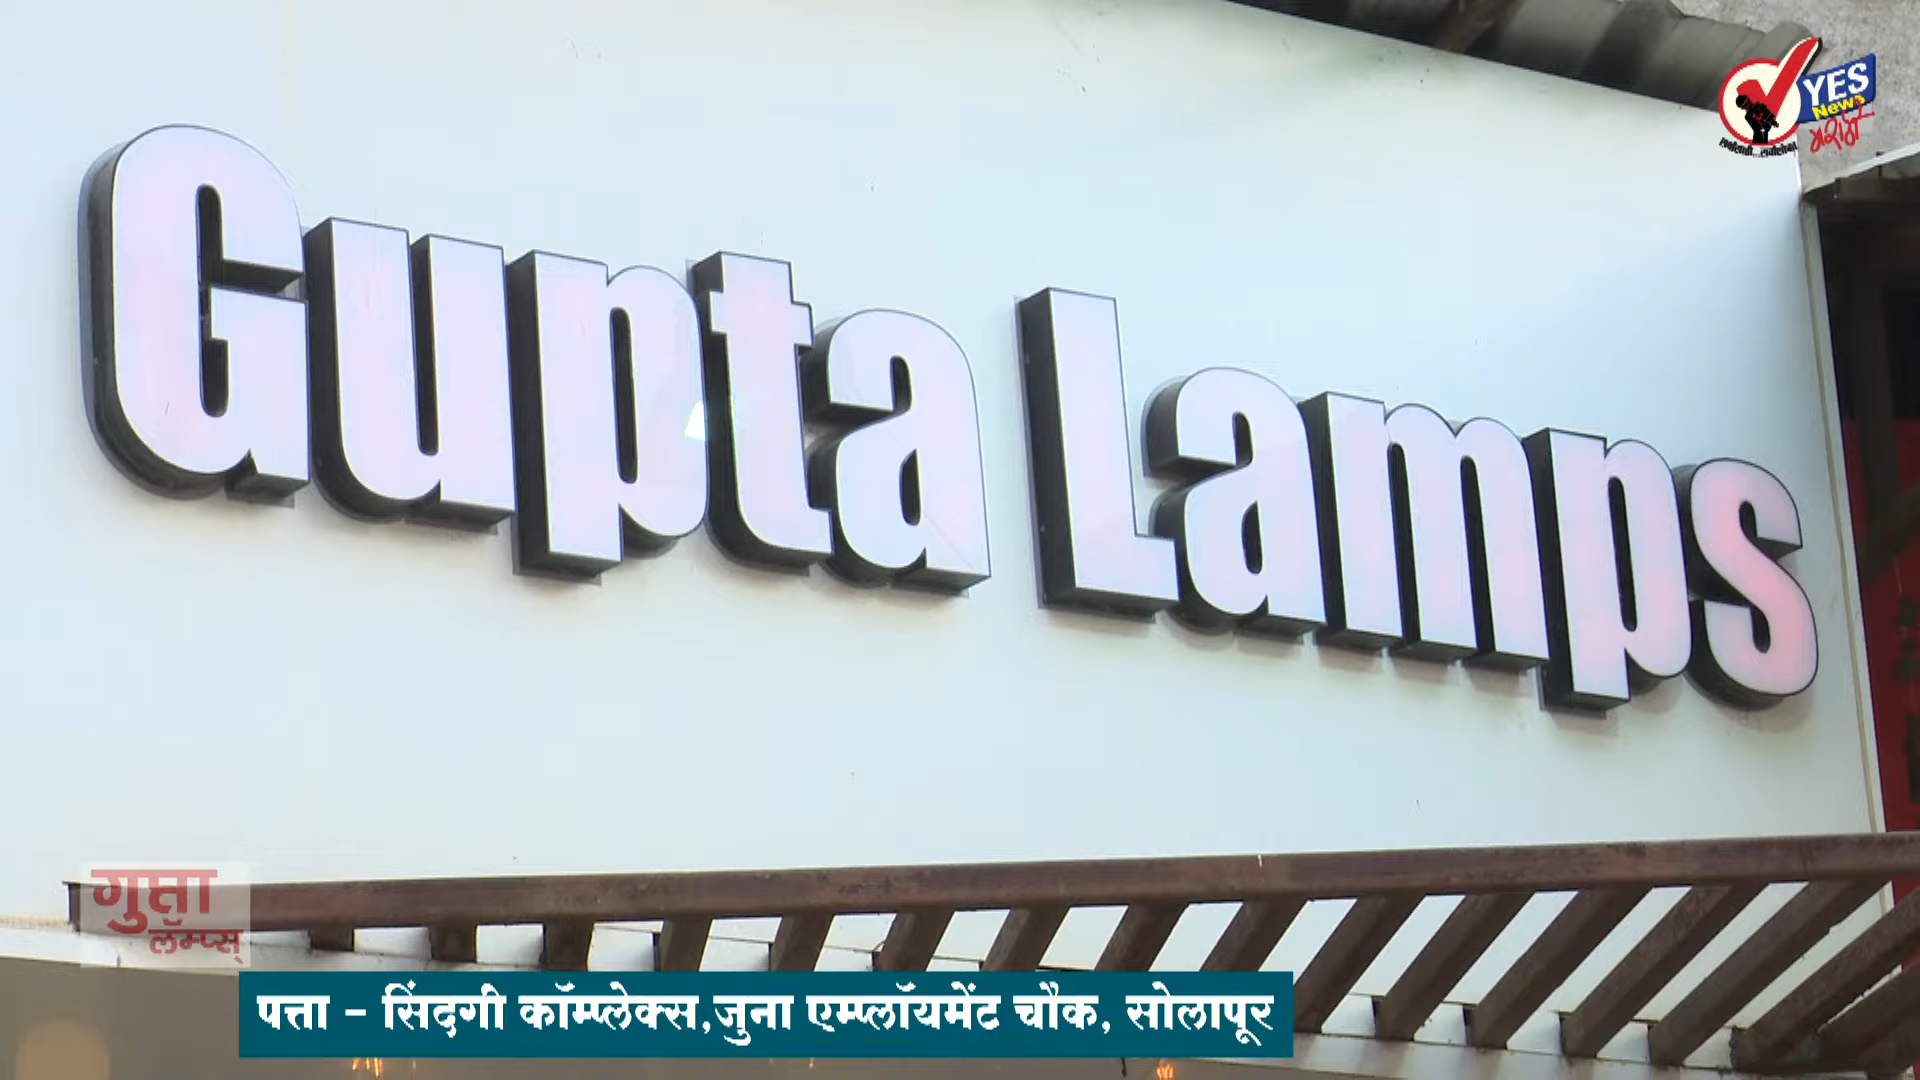 YES
News
मराठी
Gupta Lamps
गुप्ता
लॅम्प्स्
पत्ता - सिंदगी कॉम्प्लेक्स,जुना एम्प्लॉयमेंट चौक, सोलापूर